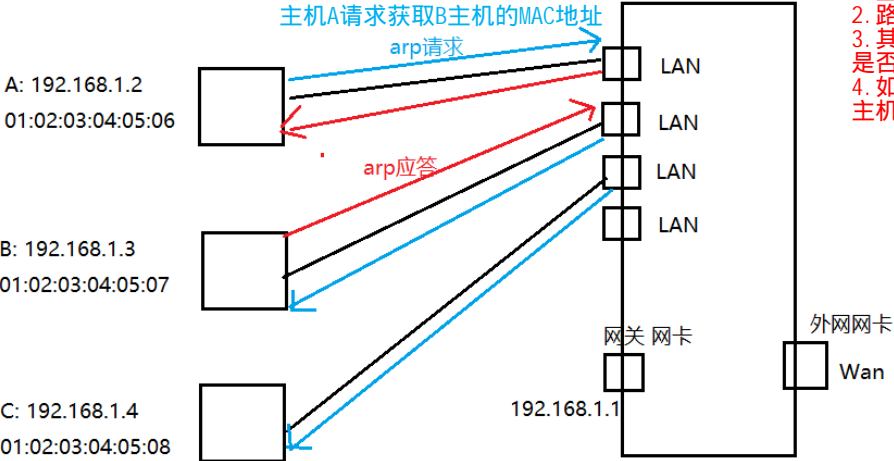 主机A请求获取B主机的MAC地址
arp请求
2.路
3.其
是否
4.如
主机
A: 192.168.1.2
01:02:03:04:05:06
LAN
LAN
arp应答
LAN
LAN
B: 192.168.1.3
01:02:03:04:05:07
网关 网卡
外网网卡
Wan
192.168.1.1
C: 192.168.1.4
01:02:03:04:05:08